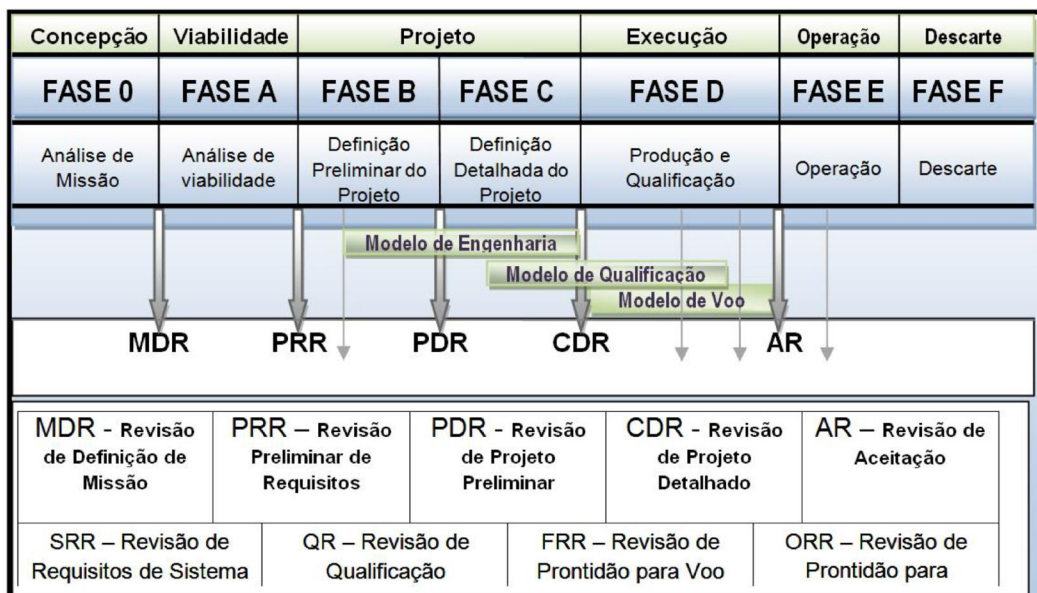 Concepção Viabilidade Projeto Execução Operação Descarte
FASE 0 FASE A FASE B FASE C FASE D FASE E FASE F
Análise de
Missão
Análise de
viabilidade
Definição
Preliminar do
Projeto
Definição
Detalhada do
Projeto
Produção e
Qualificação
Operação
Descarte
Modelo de Engenharia
Modelo de Qualificação
Modelo de Voo
MDR PRR PDR CDR AR
MDR - Revisão
de Definição de
Missão
PRR – Revisão
Preliminar de
Requisitos
PDR - Revisão
de Projeto
Preliminar
CDR - Revisão
de Projeto
Detalhado
AR – Revisão de
Aceitação
SRR – Revisão de
Requisitos de Sistema
QR – Revisão de
Qualificação
FRR – Revisão de
Prontidão para Voo
ORR – Revisão de
Prontidão para